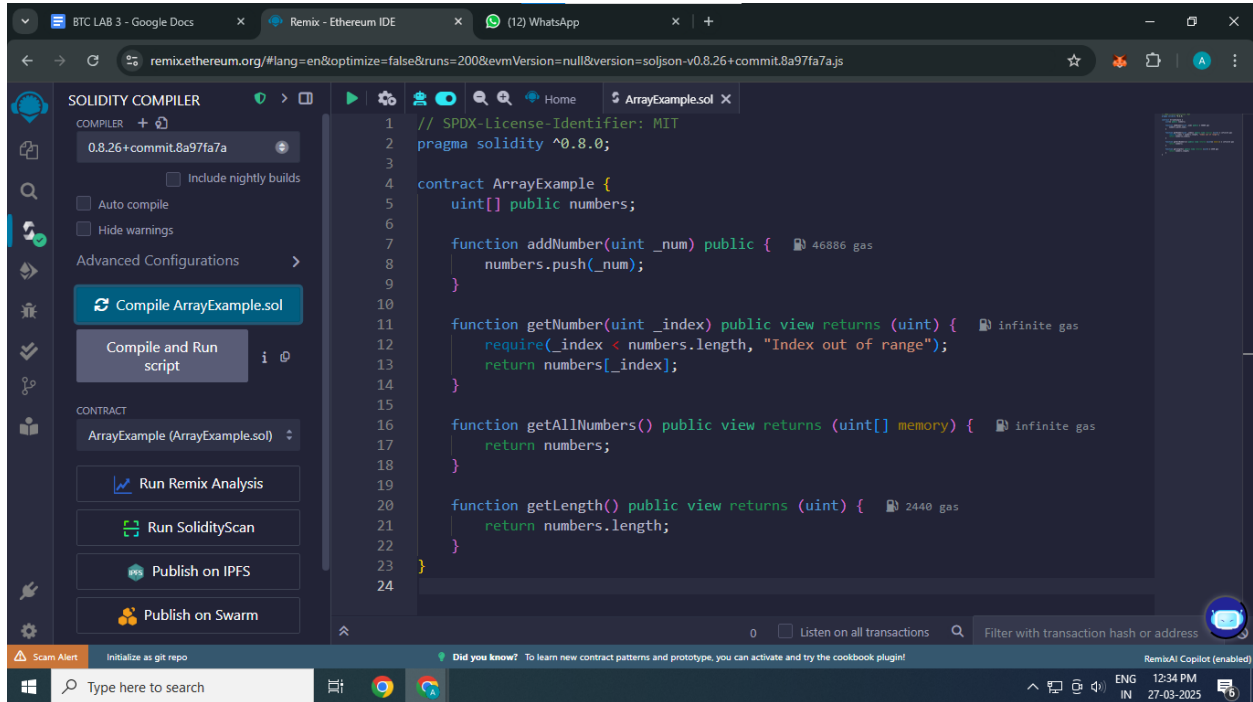 BTC LAB 3 - Google Docs
Remix - Ethereum IDE
(12) WhatsApp
remix.ethereum.org/#lang=en&optimize=false&runs=200&evmVersion=null&version=soljson-v0.8.26+commit.8a97fa7a.js
A
SOLIDITY COMPILER
COMPILER
0.8.26+commit.8a97fa7a
Include nightly builds
Auto compile
Hide warnings
Advanced Configurations
Compile ArrayExample.sol
Compile and Run
script
i
CONTRACT
ArrayExample (ArrayExample.sol)
Run Remix Analysis
Run SolidityScan
IPFS
Publish on IPFS
Publish on Swarm
Home
ArrayExample.sol
1 // SPDX-License-Identifier: MIT
2 pragma solidity ^0.8.0;
3
4 contract ArrayExample {
5 uint[] public numbers;
6
7 function addNumber(uint _num) public { 46886 gas
8 numbers.push(_num);
9 }
10
11 function getNumber(uint _index) public view returns (uint) { infinite gas
12 require(_index < numbers.length, "Index out of range");
13 return numbers[_index];
14 }
15
16 function getAllNumbers() public view returns (uint[] memory) { infinite gas
17 return numbers;
18 }
19
20 function getLength() public view returns (uint) { 2440 gas
21 return numbers.length;
22 }
23 }
24
0 Listen on all transactions Filter with transaction hash or address
Scam Alert Initialize as git repo Did you know? To learn new contract patterns and prototype, you can activate and try the cookbook plugin! RemixAI Copilot (enabled)
Type here to search
ENG
IN
12:34 PM
27-03-2025
6